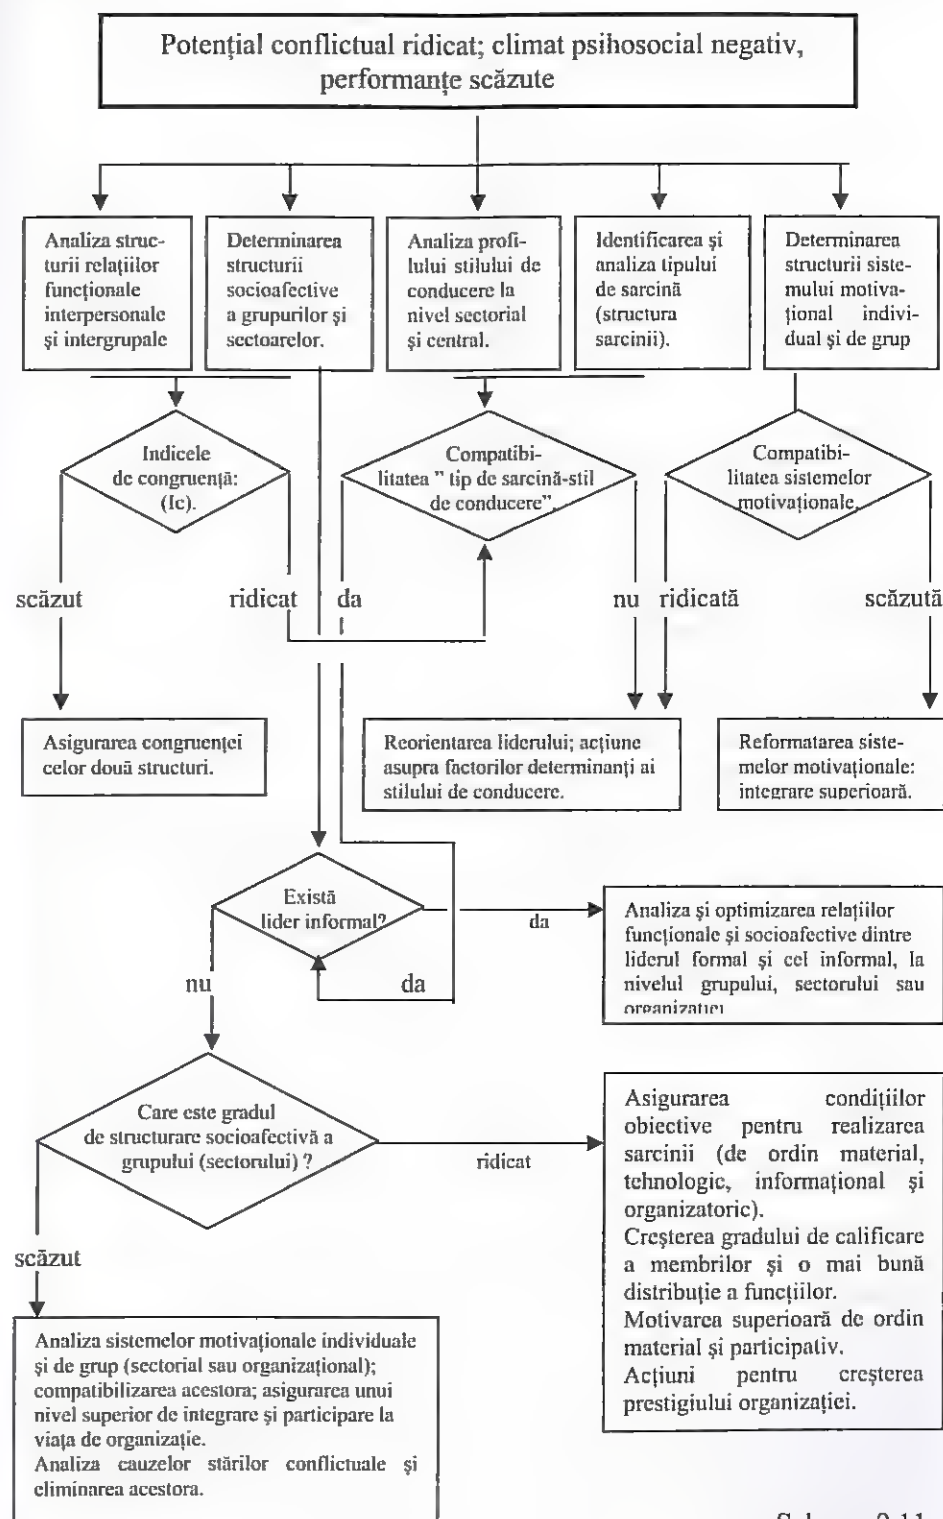 Potențial conflictual ridicat; climat psihosocial negativ,
performanțe scăzute
Analiza struc-
turii relațiilor
funcționale
interpersonale
și intergrupale
Determinarea
structurii
socioafective
a grupurilor și
sectoarelor.
Analiza profi-
lului stilului de
conducere la
nivel sectorial
și central.
Identificarea și
analiza tipului
de sarcină
(structura
sarcinii).
Determinarea
structurii siste-
mului motiva-
țional indivi-
dual și de grup
Indicele
de congruență:
(Ic).
Compatibi-
litatea ” tip de sarcină-stil
de conducere”.
Compatibi-
litatea sistemelor
motivaționale.
scăzut
ridicat
da
nu
ridicată
scăzută
Asigurarea congruenței
celor două structuri.
Reorientarea liderului; acțiune
asupra factorilor determinanți ai
stilului de conducere.
Reformatarea siste-
melor motivaționale:
integrare superioară.
Există
lider informal?
da
Analiza și optimizarea relațiilor
funcționale și socioafective dintre
liderul formal și cel informal, la
nivelul grupului, sectorului sau
organizației
nu
da
Care este gradul
de structurare socioafectivă a
grupului (sectorului) ?
ridicat
Asigurarea condițiilor
obiective pentru realizarea
sarcinii (de ordin material,
tehnologic, informațional și
organizatoric).
Creșterea gradului de calificare
a membrilor și o mai bună
distribuție a funcțiilor.
Motivarea superioară de ordin
material și participativ.
Acțiuni pentru creșterea
prestigiului organizației.
scăzut
Analiza sistemelor motivaționale individuale
și de grup (sectorial sau organizațional);
compatibilizarea acestora; asigurarea unui
nivel superior de integrare și participare la
viața de organizație.
Analiza cauzelor stărilor conflictuale și
eliminarea acestora.